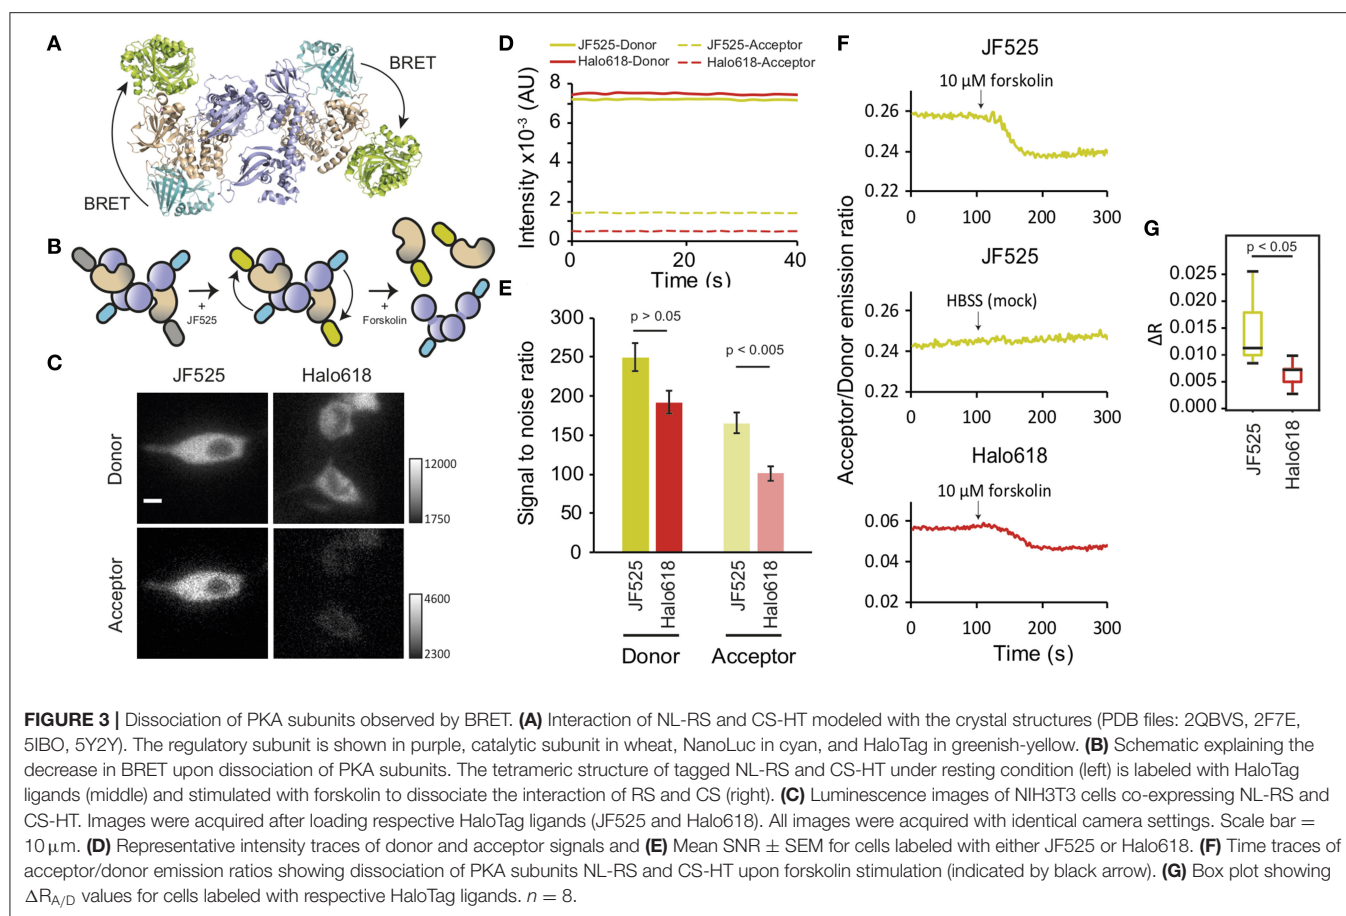 A
BRET
BRET
B
+
JF525
+
Forskolin
C
JF525
Halo618
Donor
Acceptor
12000
1750
4600
2300
D
JF525-Donor
JF525-Acceptor
Halo618-Donor
Halo618-Acceptor
Intensity x10⁻³ (AU)
8
6
4
2
0
0
20
40
Time (s)
E
Signal to noise ratio
300
250
200
150
100
50
0
p > 0.05
p < 0.005
JF525
Halo618
JF525
Halo618
Donor
Acceptor
F
Acceptor/Donor emission ratio
JF525
10 µM forskolin
0.26
0.24
0.22
0
100
200
300
JF525
HBSS (mock)
0.26
0.24
0.22
0
100
200
300
Halo618
10 µM forskolin
0.06
0.04
0.02
0
100
200
300
Time (s)
G
p < 0.05
ΔR
0.025
0.020
0.015
0.010
0.005
0.000
JF525
Halo618
FIGURE 3 | Dissociation of PKA subunits observed by BRET. (A) Interaction of NL-RS and CS-HT modeled with the crystal structures (PDB files: 2QBVS, 2F7E,
5IBO, 5Y2Y). The regulatory subunit is shown in purple, catalytic subunit in wheat, NanoLuc in cyan, and HaloTag in greenish-yellow. (B) Schematic explaining the
decrease in BRET upon dissociation of PKA subunits. The tetrameric structure of tagged NL-RS and CS-HT under resting condition (left) is labeled with HaloTag
ligands (middle) and stimulated with forskolin to dissociate the interaction of RS and CS (right). (C) Luminescence images of NIH3T3 cells co-expressing NL-RS and
CS-HT. Images were acquired after loading respective HaloTag ligands (JF525 and Halo618). All images were acquired with identical camera settings. Scale bar =
10 µm. (D) Representative intensity traces of donor and acceptor signals and (E) Mean SNR ± SEM for cells labeled with either JF525 or Halo618. (F) Time traces of
acceptor/donor emission ratios showing dissociation of PKA subunits NL-RS and CS-HT upon forskolin stimulation (indicated by black arrow). (G) Box plot showing
ΔR_A/D values for cells labeled with respective HaloTag ligands. n = 8.